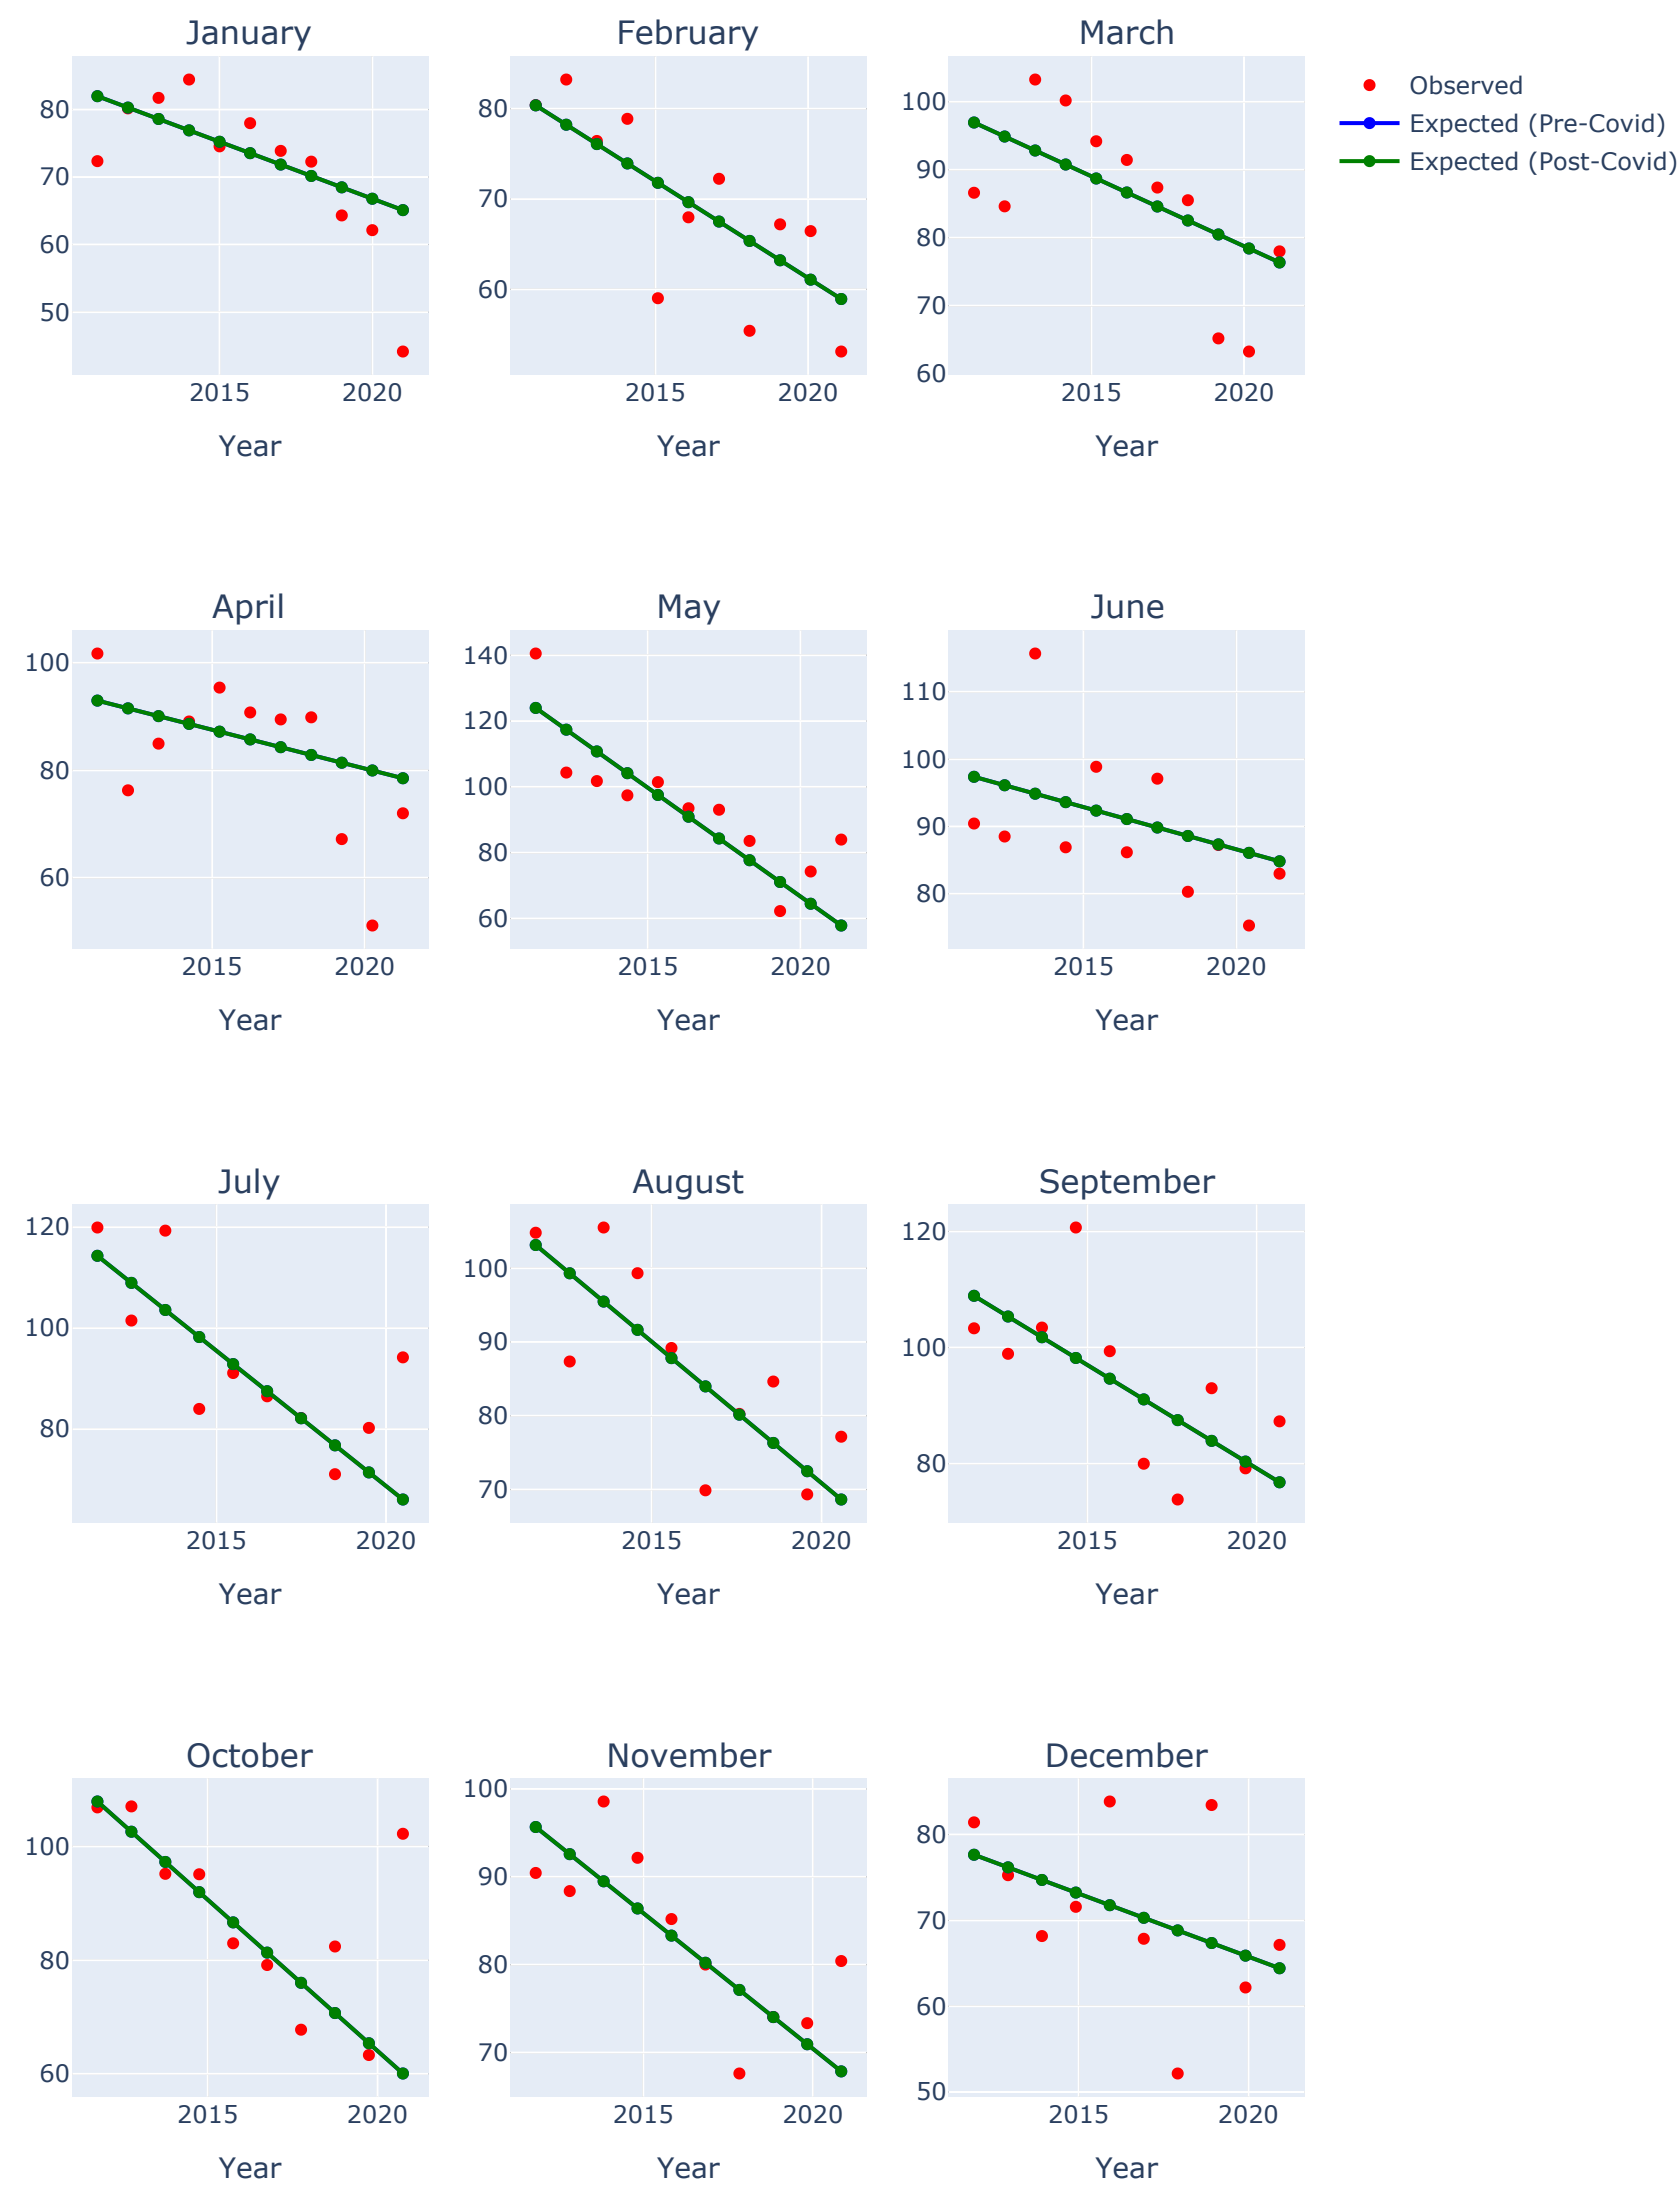 January
February
March
Observed
Expected (Pre-Covid)
Expected (Post-Covid)
80
70
60
50
2015
2020
Year
80
70
60
2015
2020
Year
100
90
80
70
60
2015
2020
Year
April
May
June
100
80
60
2015
2020
Year
140
120
100
80
60
2015
2020
Year
110
100
90
80
2015
2020
Year
July
August
September
120
100
80
2015
2020
Year
100
90
80
70
2015
2020
Year
120
100
80
2015
2020
Year
October
November
December
100
80
60
2015
2020
Year
100
90
80
70
2015
2020
Year
80
70
60
50
2015
2020
Year